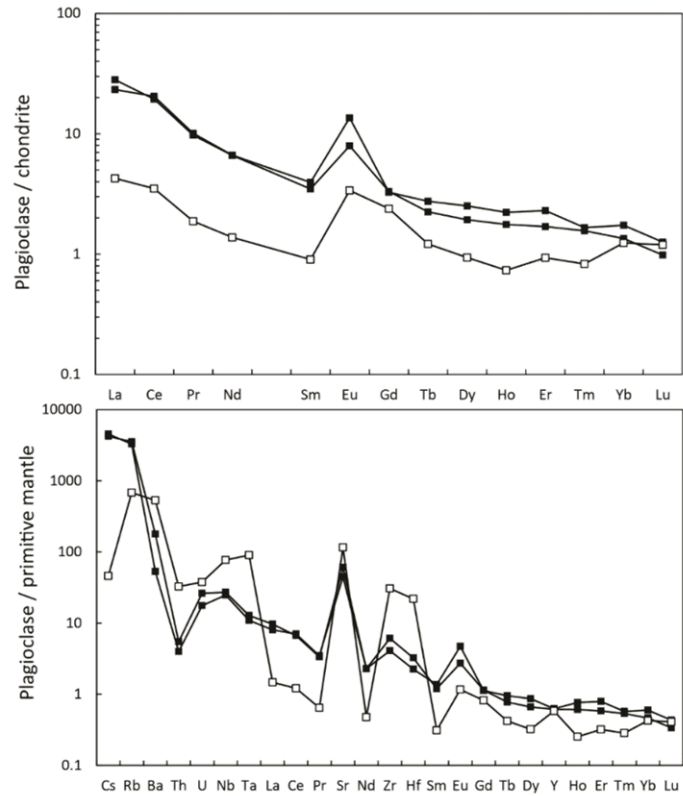 100
10
1
0.1
Plagioclase / chondrite
La Ce Pr Nd Sm Eu Gd Tb Dy Ho Er Tm Yb Lu
10000
1000
100
10
1
0.1
Plagioclase / primitive mantle
Cs Rb Ba Th U Nb Ta La Ce Pr Sr Nd Zr Hf Sm Eu Gd Tb Dy Y Ho Er Tm Yb Lu